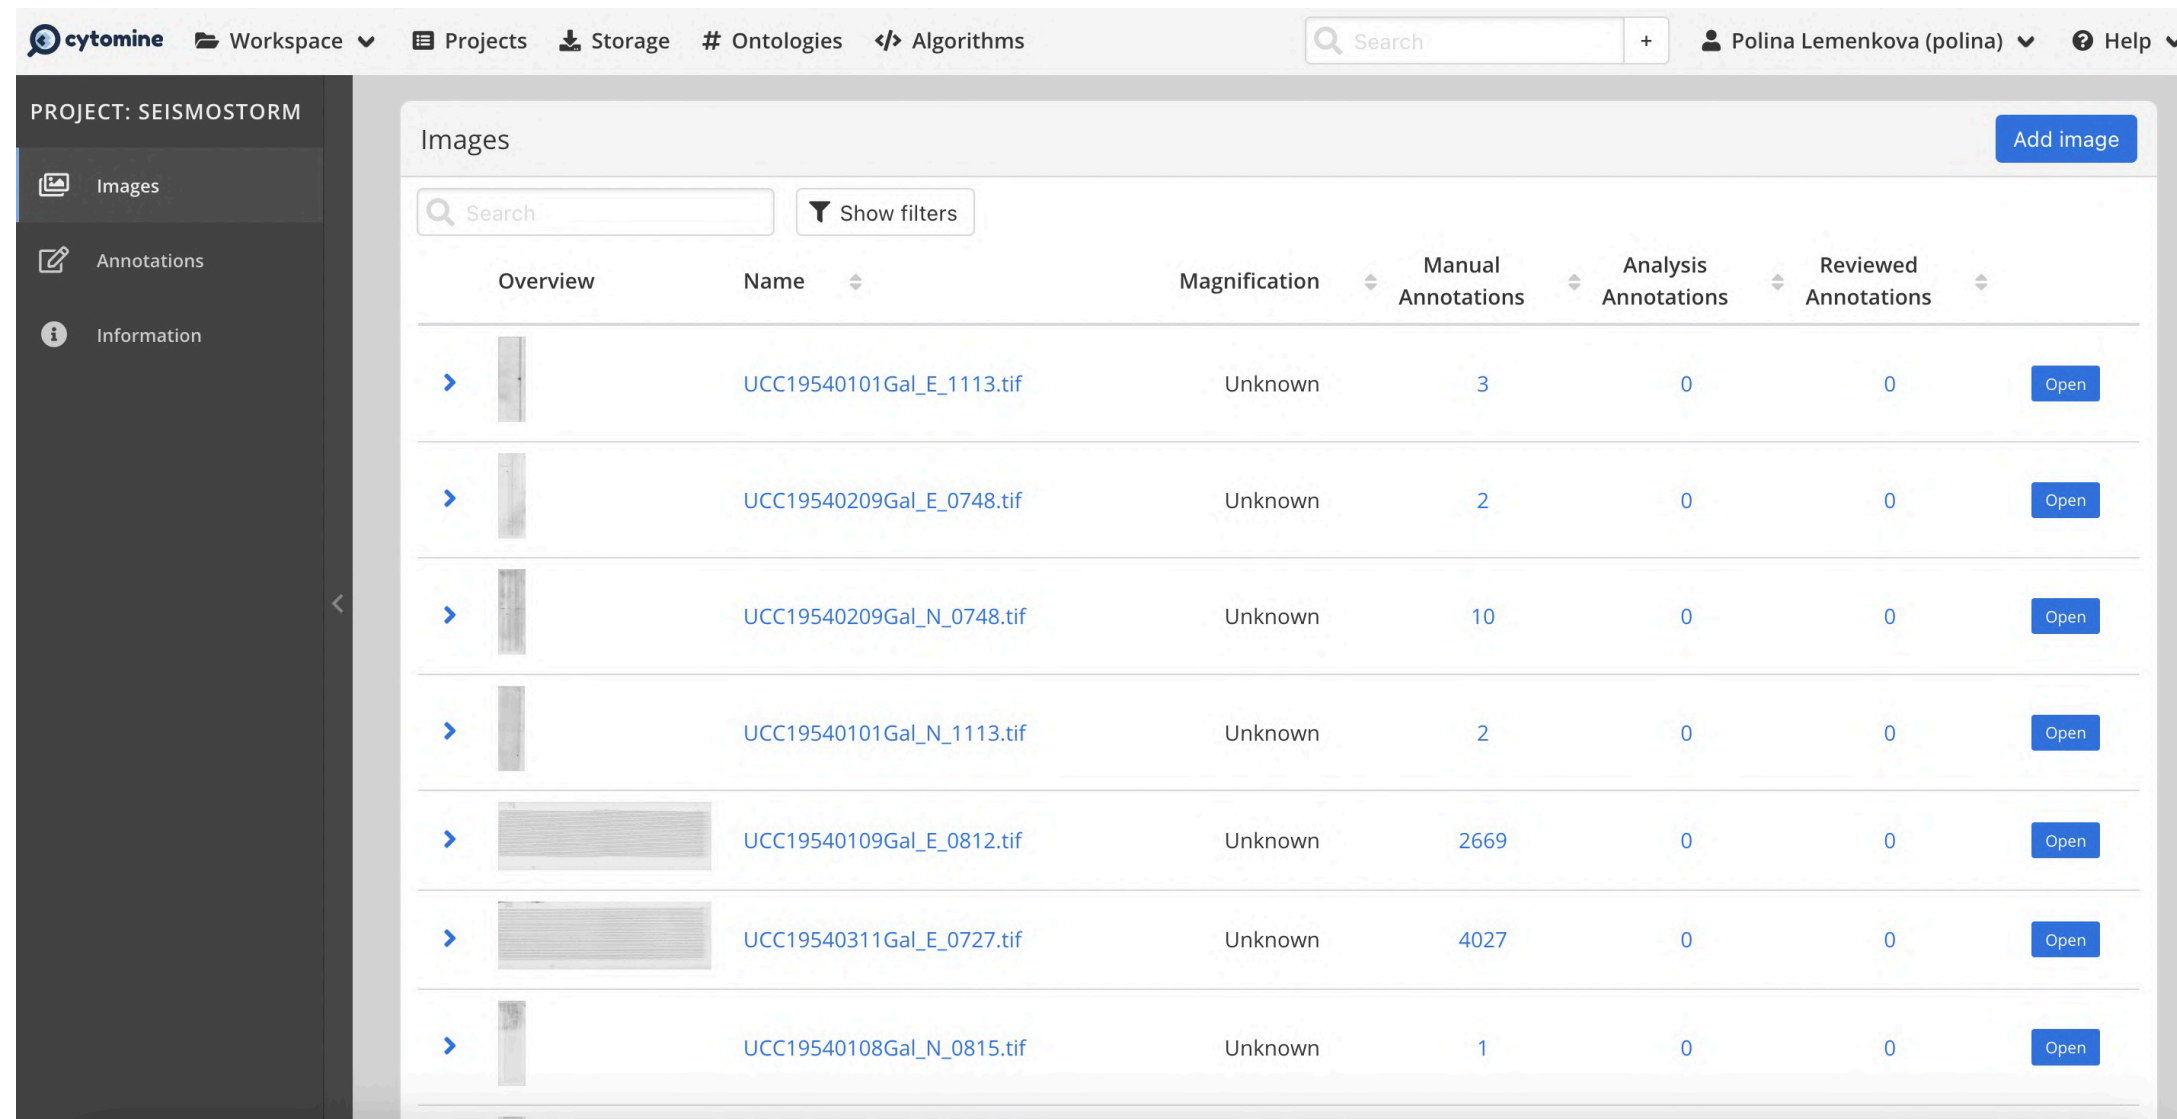 cytomine Workspace Projects Storage # Ontologies Algorithms Search + Polina Lemenkova (polina) Help
PROJECT: SEISMOSTORM
Images
Annotations
Information
Images Add image
Search Show filters
Overview Name Magnification Manual Annotations Analysis Annotations Reviewed Annotations
UCC19540101Gal_E_1113.tif Unknown 3 0 0 Open
UCC19540209Gal_E_0748.tif Unknown 2 0 0 Open
UCC19540209Gal_N_0748.tif Unknown 10 0 0 Open
UCC19540101Gal_N_1113.tif Unknown 2 0 0 Open
UCC19540109Gal_E_0812.tif Unknown 2669 0 0 Open
UCC19540311Gal_E_0727.tif Unknown 4027 0 0 Open
UCC19540108Gal_N_0815.tif Unknown 1 0 0 Open